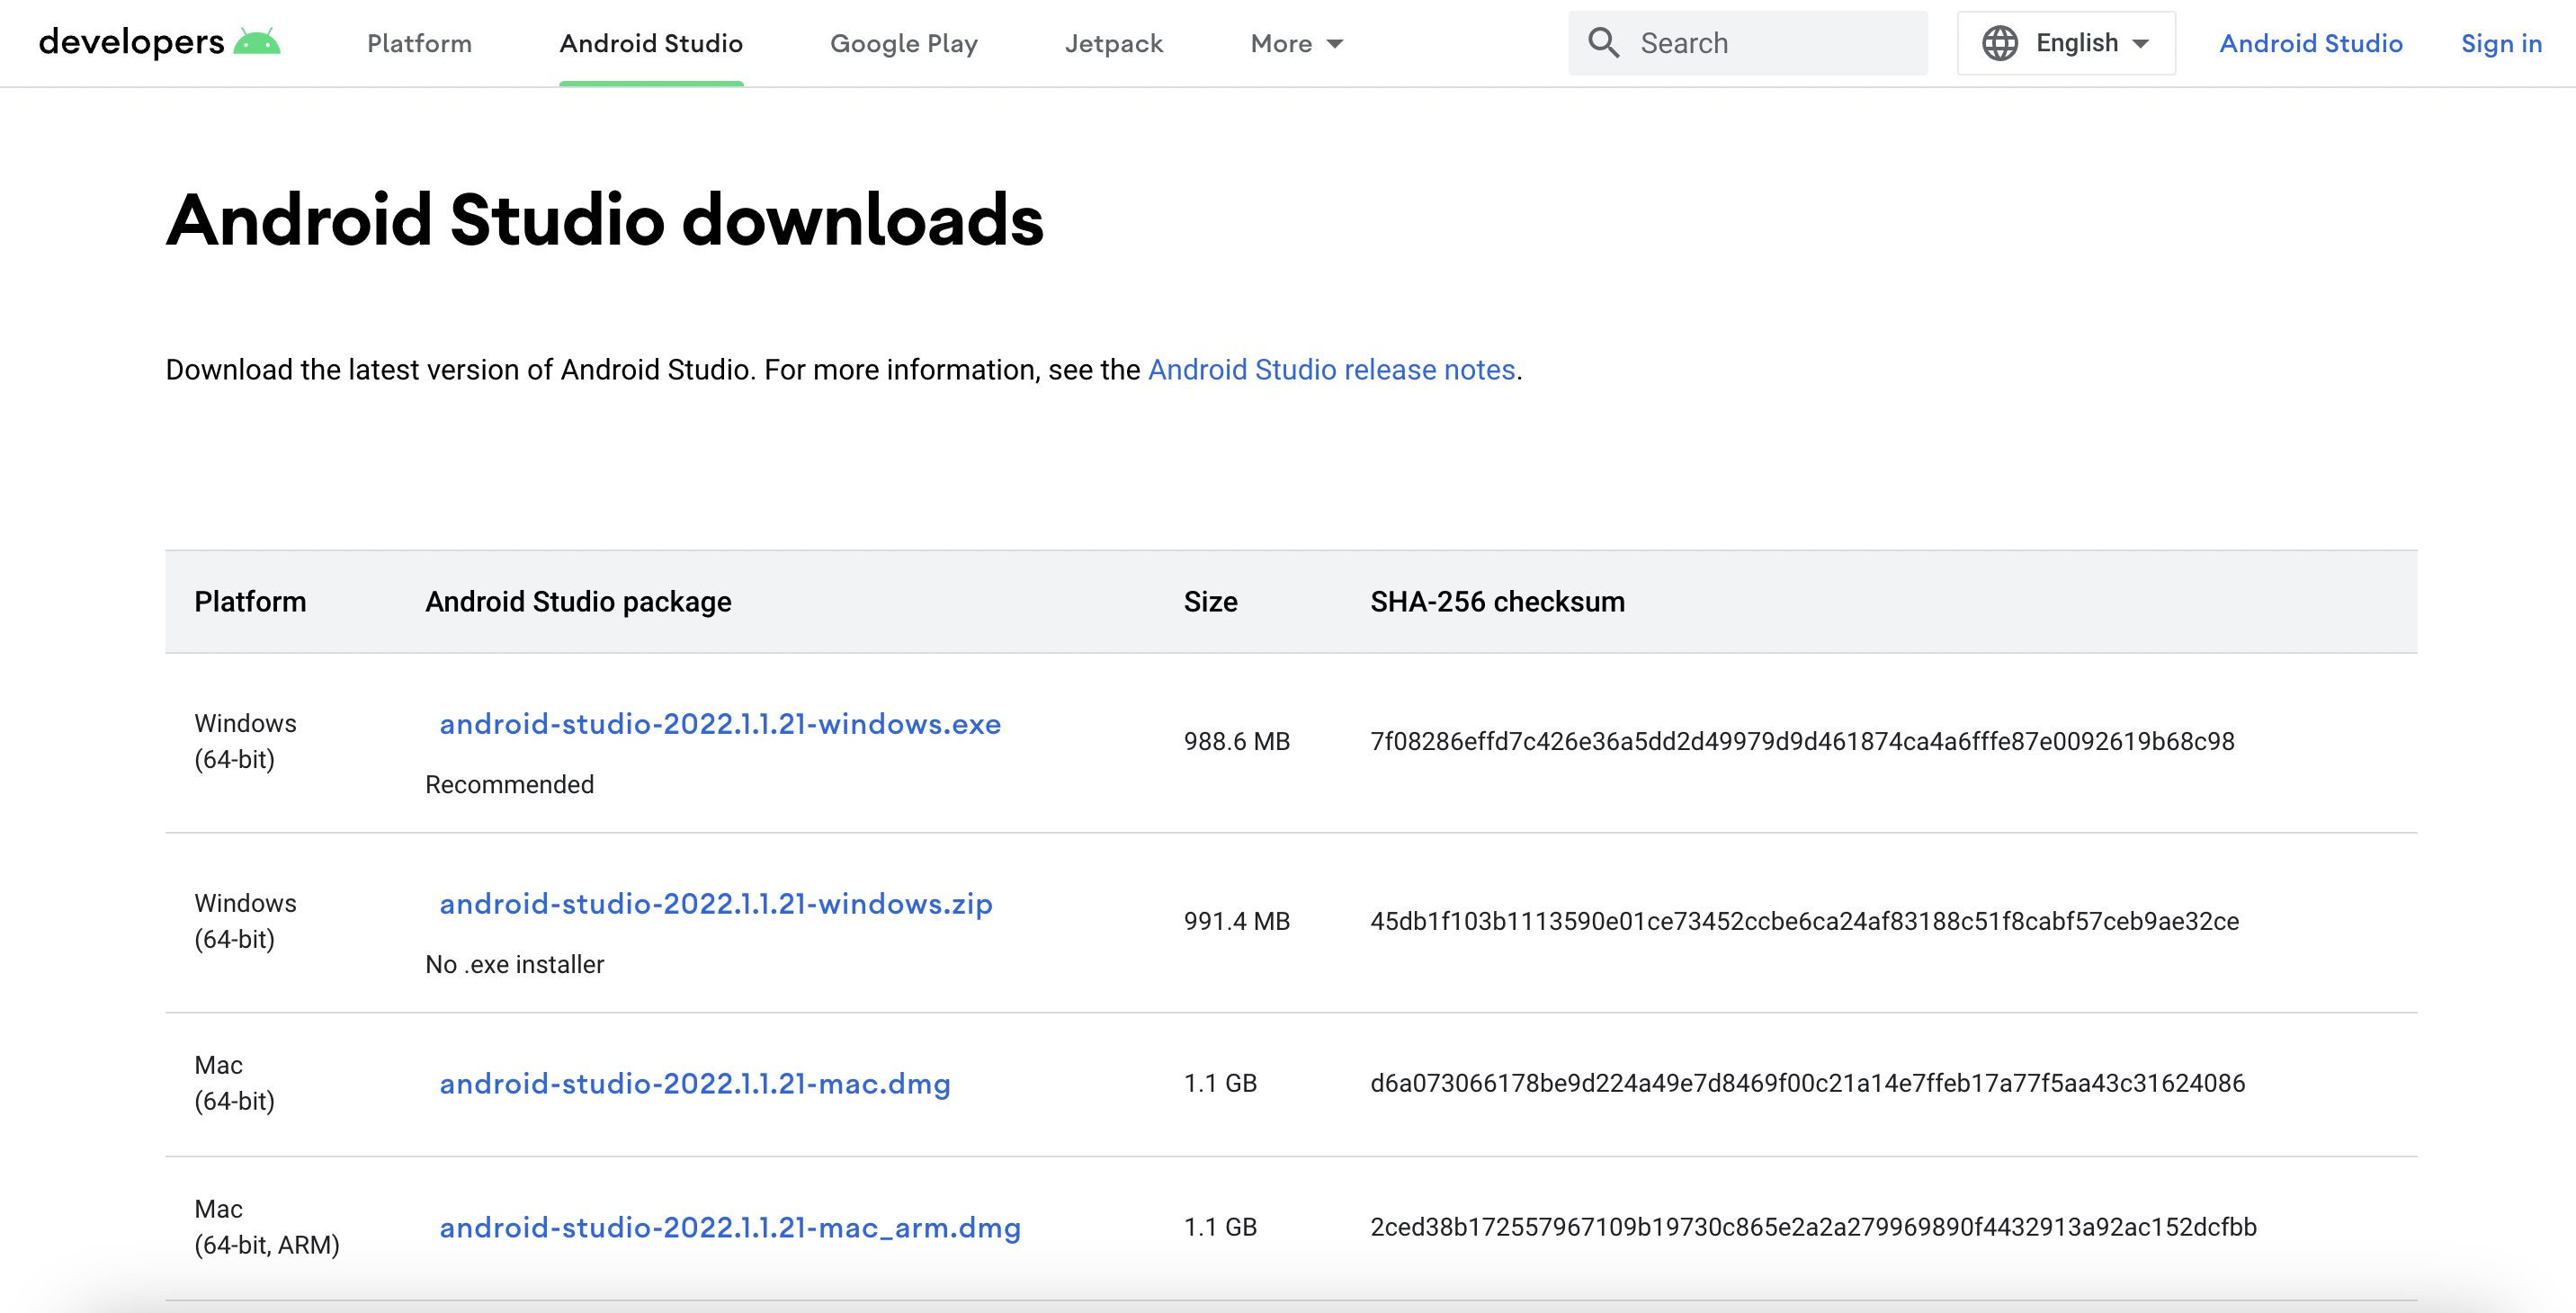 developers Platform Android Studio Google Play Jetpack More Search English Android Studio Sign in
Android Studio downloads
Download the latest version of Android Studio. For more information, see the Android Studio release notes.
Platform Android Studio package Size SHA-256 checksum
Windows
(64-bit)
android-studio-2022.1.1.21-windows.exe
Recommended
988.6 MB
7f08286effd7c426e36a5dd2d49979d9d461874ca4a6fffe87e0092619b68c98
Windows
(64-bit)
android-studio-2022.1.1.21-windows.zip
No .exe installer
991.4 MB
45db1f103b1113590e01ce73452ccbe6ca24af83188c51f8cabf57ceb9ae32ce
Mac
(64-bit)
android-studio-2022.1.1.21-mac.dmg
1.1 GB
d6a073066178be9d224a49e7d8469f00c21a14e7ffeb17a77f5aa43c31624086
Mac
(64-bit, ARM)
android-studio-2022.1.1.21-mac_arm.dmg
1.1 GB
2ced38b172557967109b19730c865e2a2a279969890f4432913a92ac152dcfbb